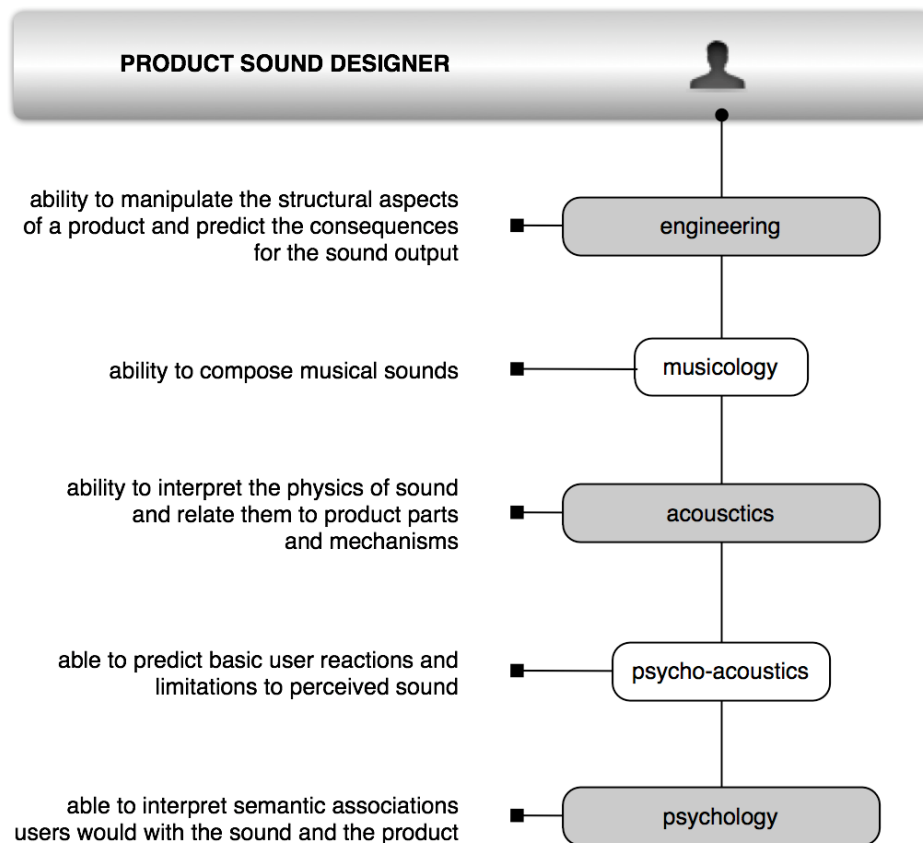 PRODUCT SOUND DESIGNER
ability to manipulate the structural aspects
of a product and predict the consequences
for the sound output
engineering
ability to compose musical sounds
musicology
ability to interpret the physics of sound
and relate them to product parts
and mechanisms
acousctics
able to predict basic user reactions and
limitations to perceived sound
psycho-acoustics
able to interpret semantic associations
users would with the sound and the product
psychology